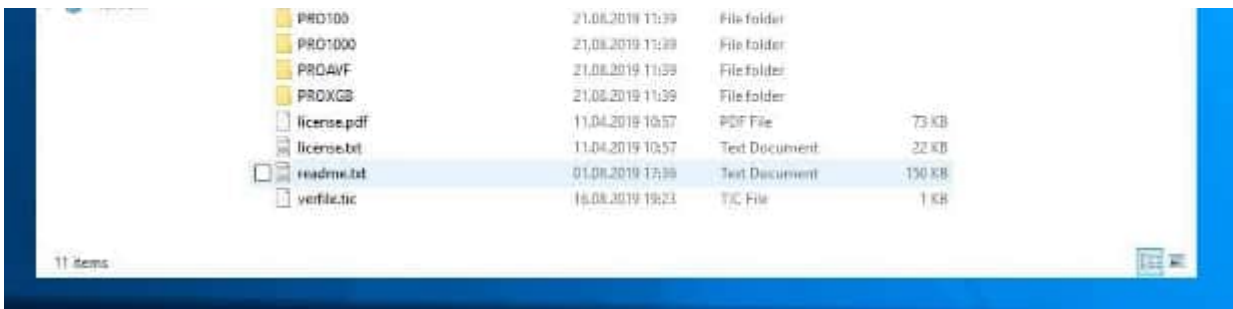 PRO100 21.08.2019 11:39 File folder
PRO1000 21.08.2019 11:39 File folder
PROAVF 21.08.2019 11:39 File folder
PROXGB 21.08.2019 11:39 File folder
license.pdf 11.04.2019 10:57 PDF File 73 KB
license.txt 11.04.2019 10:57 Text Document 22 KB
readme.txt 01.08.2019 Text Document 150 KB
verfile.tic 16.08.2019 19:23 TIC File 1 KB
11 items